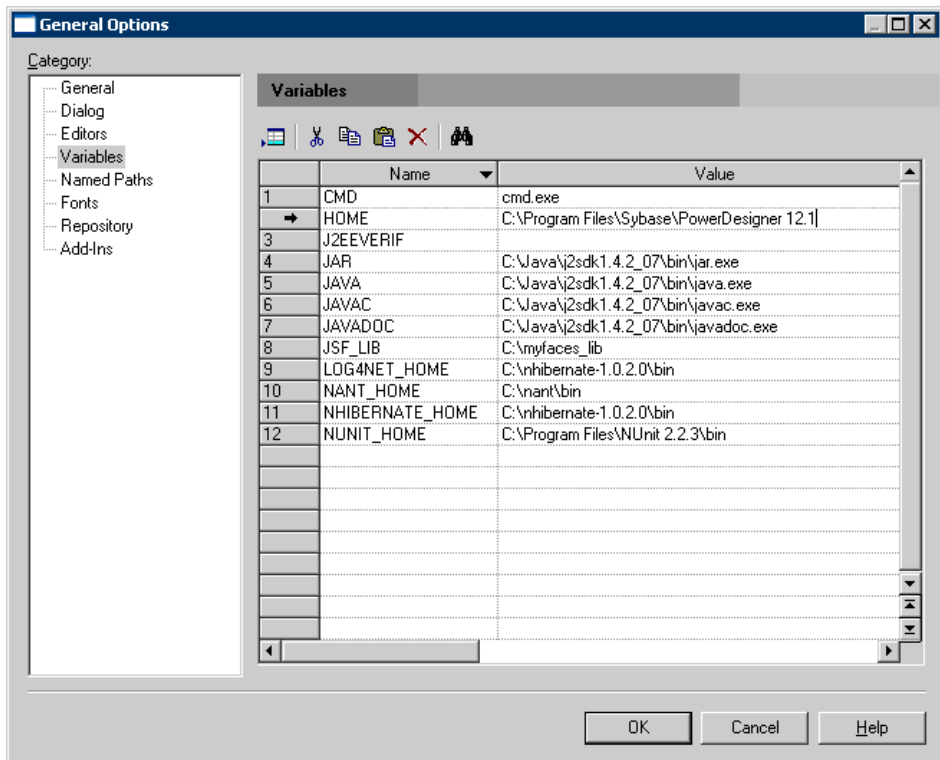 General Options
Category:
General
Dialog
Editors
Variables
Named Paths
Fonts
Repository
Add-Ins
Variables
Name Value
1 CMD cmd.exe
HOME C:\Program Files\Sybase\PowerDesigner 12.1
3 J2EEVERIF
4 JAR C:\Java\j2sdk1.4.2_07\bin\jar.exe
5 JAVA C:\Java\j2sdk1.4.2_07\bin\java.exe
6 JAVAC C:\Java\j2sdk1.4.2_07\bin\javac.exe
7 JAVADOC C:\Java\j2sdk1.4.2_07\bin\javadoc.exe
8 JSF_LIB C:\myfaces_lib
9 LOG4NET_HOME C:\nhibernate-1.0.2.0\bin
10 NANT_HOME C:\nant\bin
11 NHIBERNATE_HOME C:\nhibernate-1.0.2.0\bin
12 NUNIT_HOME C:\Program Files\NUnit 2.2.3\bin
OK Cancel Help